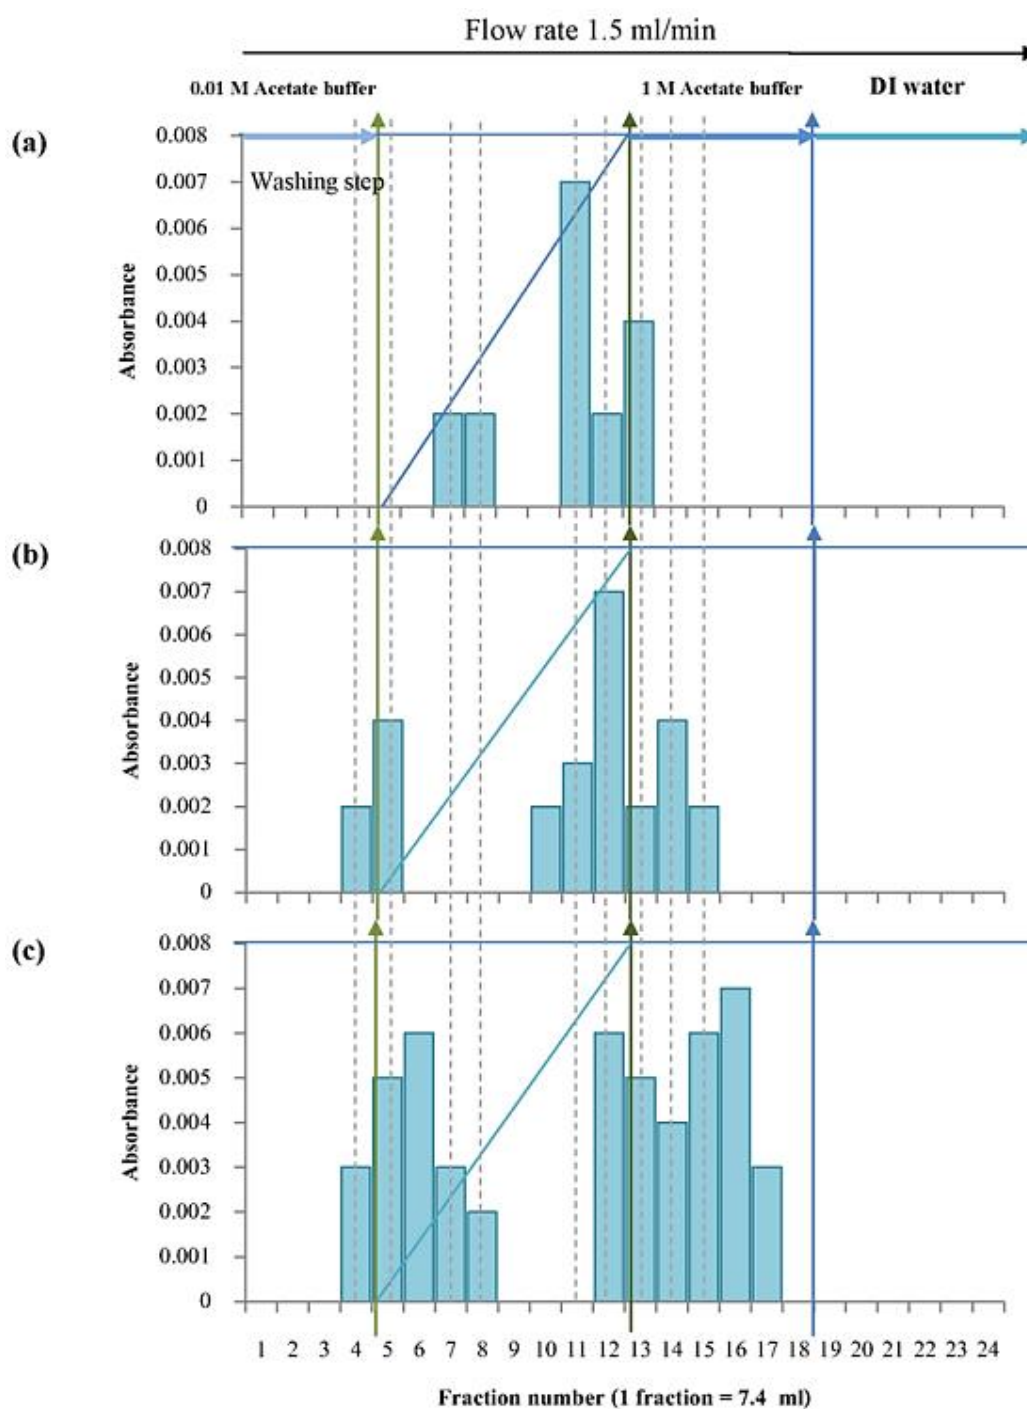 Flow rate 1.5 ml/min
0.01 M Acetate buffer 1 M Acetate buffer DI water
(a)
Washing step
Absorbance
0.008
0.007
0.006
0.005
0.004
0.003
0.002
0.001
0
(b)
Absorbance
0.008
0.007
0.006
0.005
0.004
0.003
0.002
0.001
0
(c)
Absorbance
0.008
0.007
0.006
0.005
0.004
0.003
0.002
0.001
0
1 2 3 4 5 6 7 8 9 10 11 12 13 14 15 16 17 18 19 20 21 22 23 24
Fraction number (1 fraction = 7.4 ml)